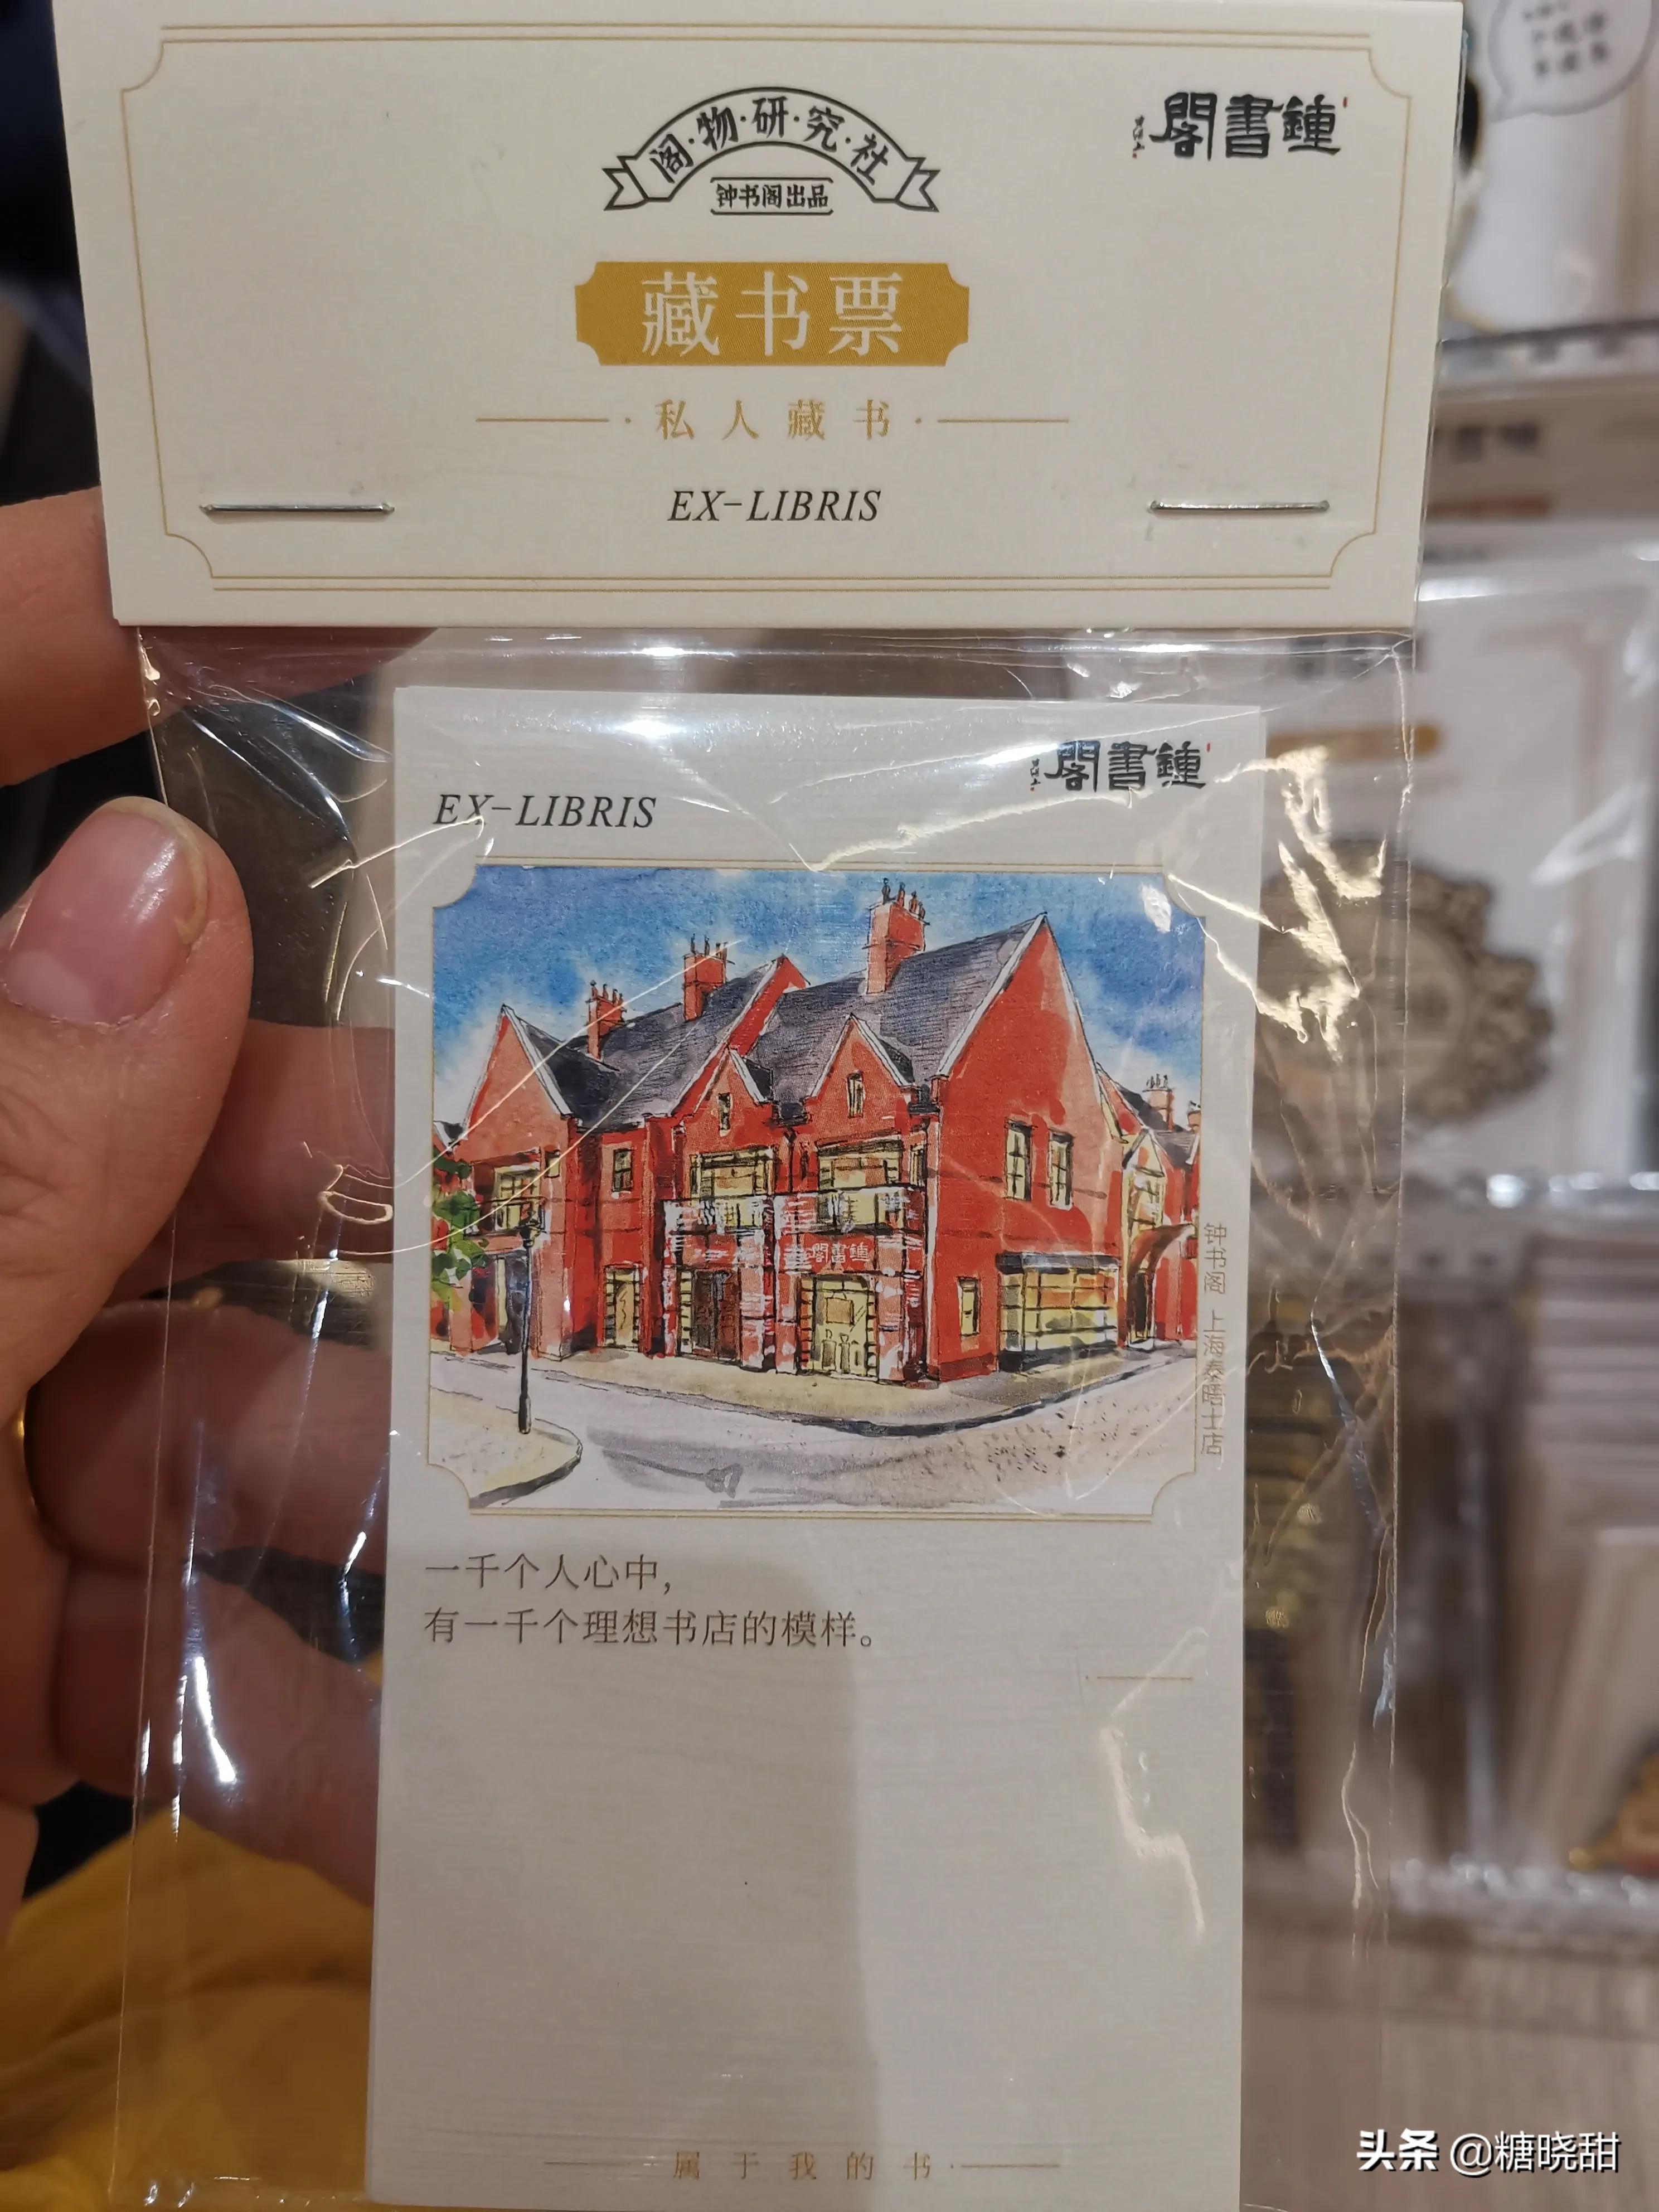 阁·物·研·究·社
钟书阁出品
鍾書閣
藏书票
·私人藏书·
EX-LIBRIS
鍾書閣
EX-LIBRIS
鍾書閣
钟书阁 上海泰晤士店
一千个人心中，
有一千个理想书店的模样。
属于我的书·
头条 @糖晓甜